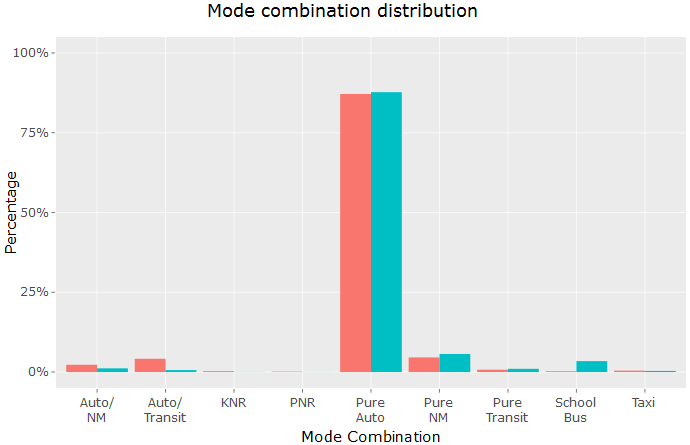 Mode combination distribution
Percentage
100%
75%
50%
25%
0%
Auto/ Auto/ KNR PNR Pure Pure Pure School Taxi
NM Transit Auto NM Transit Bus
Mode Combination